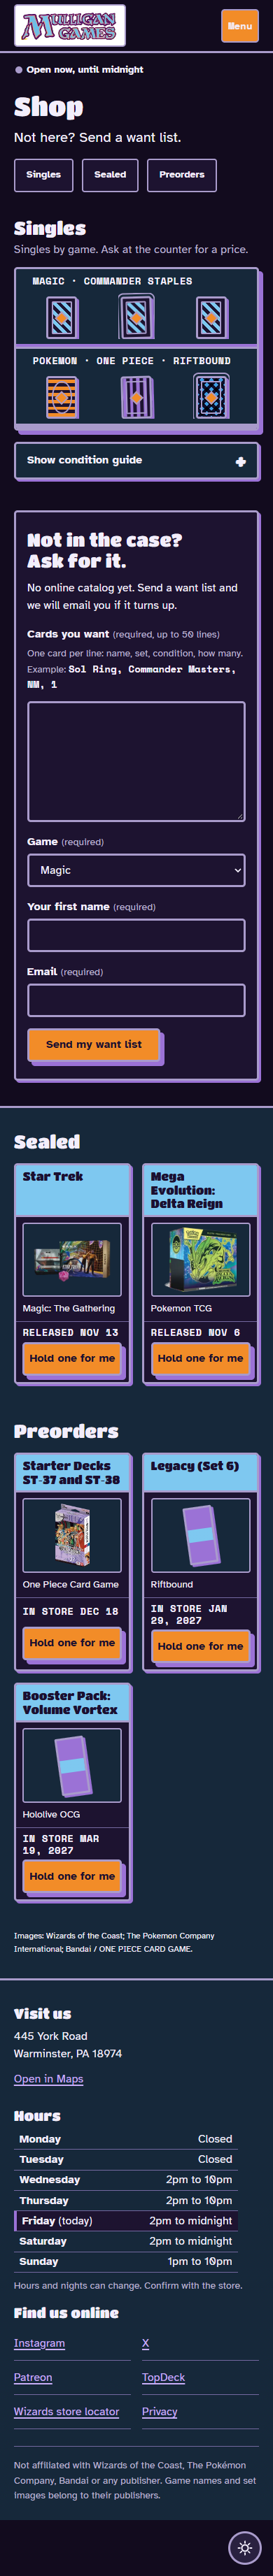 MULLIGAN
GAMES
Menu
Open now, until midnight
Shop
Not here? Send a want list.
Singles
Sealed
Preorders
Singles
Singles by game. Ask at the counter for a price.
MAGIC · COMMANDER STAPLES
POKEMON · ONE PIECE · RIFTBOUND
Show condition guide
Not in the case?
Ask for it.
No online catalog yet. Send a want list and
we will email you if it turns up.
Cards you want (required, up to 50 lines)
One card per line: name, set, condition, how many.
Example: Sol Ring, Commander Masters,
NM, 1
Game (required)
Magic
Your first name (required)
Email (required)
Send my want list
Sealed
Star Trek
Magic: The Gathering
RELEASED NOV 13
Hold one for me
Mega
Evolution:
Delta Reign
Pokemon TCG
RELEASED NOV 6
Hold one for me
Preorders
Starter Decks
ST-37 and ST-38
One Piece Card Game
IN STORE DEC 18
Hold one for me
Legacy (Set 6)
Riftbound
IN STORE JAN
29, 2027
Hold one for me
Booster Pack:
Volume Vortex
Hololive OCG
IN STORE MAR
19, 2027
Hold one for me
Images: Wizards of the Coast; The Pokemon Company
International; Bandai / ONE PIECE CARD GAME.
Visit us
445 York Road
Warminster, PA 18974
Open in Maps
Hours
Monday Closed
Tuesday Closed
Wednesday 2pm to 10pm
Thursday 2pm to 10pm
Friday (today) 2pm to midnight
Saturday 2pm to midnight
Sunday 1pm to 10pm
Hours and nights can change. Confirm with the store.
Find us online
Instagram
X
Patreon
TopDeck
Wizards store locator
Privacy
Not affiliated with Wizards of the Coast, The Pokémon
Company, Bandai or any publisher. Game names and set
images belong to their publishers.